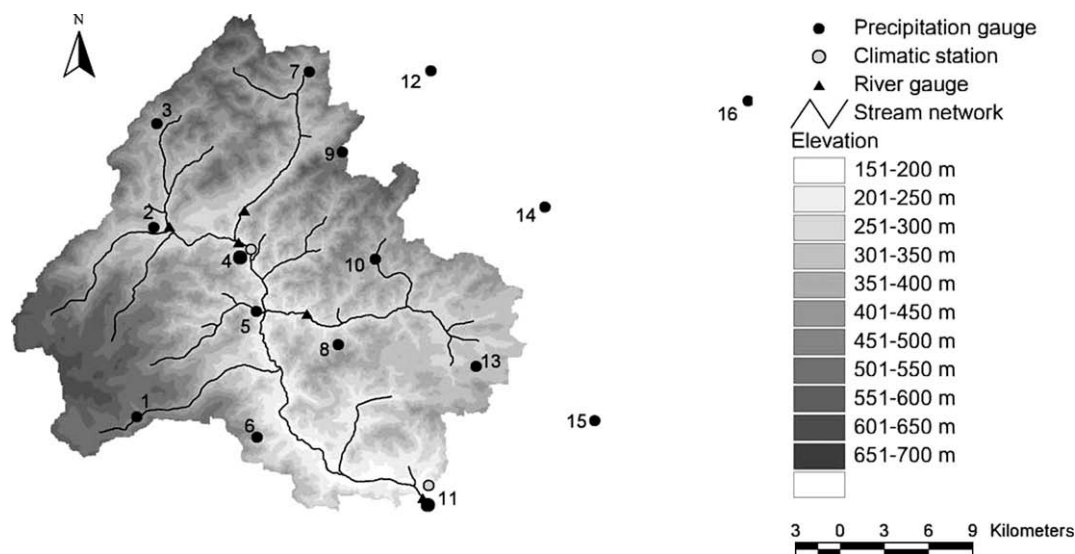 N
Precipitation gauge
Climatic station
River gauge
Stream network
Elevation
151-200 m
201-250 m
251-300 m
301-350 m
351-400 m
401-450 m
451-500 m
501-550 m
551-600 m
601-650 m
651-700 m
7
12
16
3
9
2
14
4
10
5
8
13
1
6
15
11
3 0 3 6 9 Kilometers